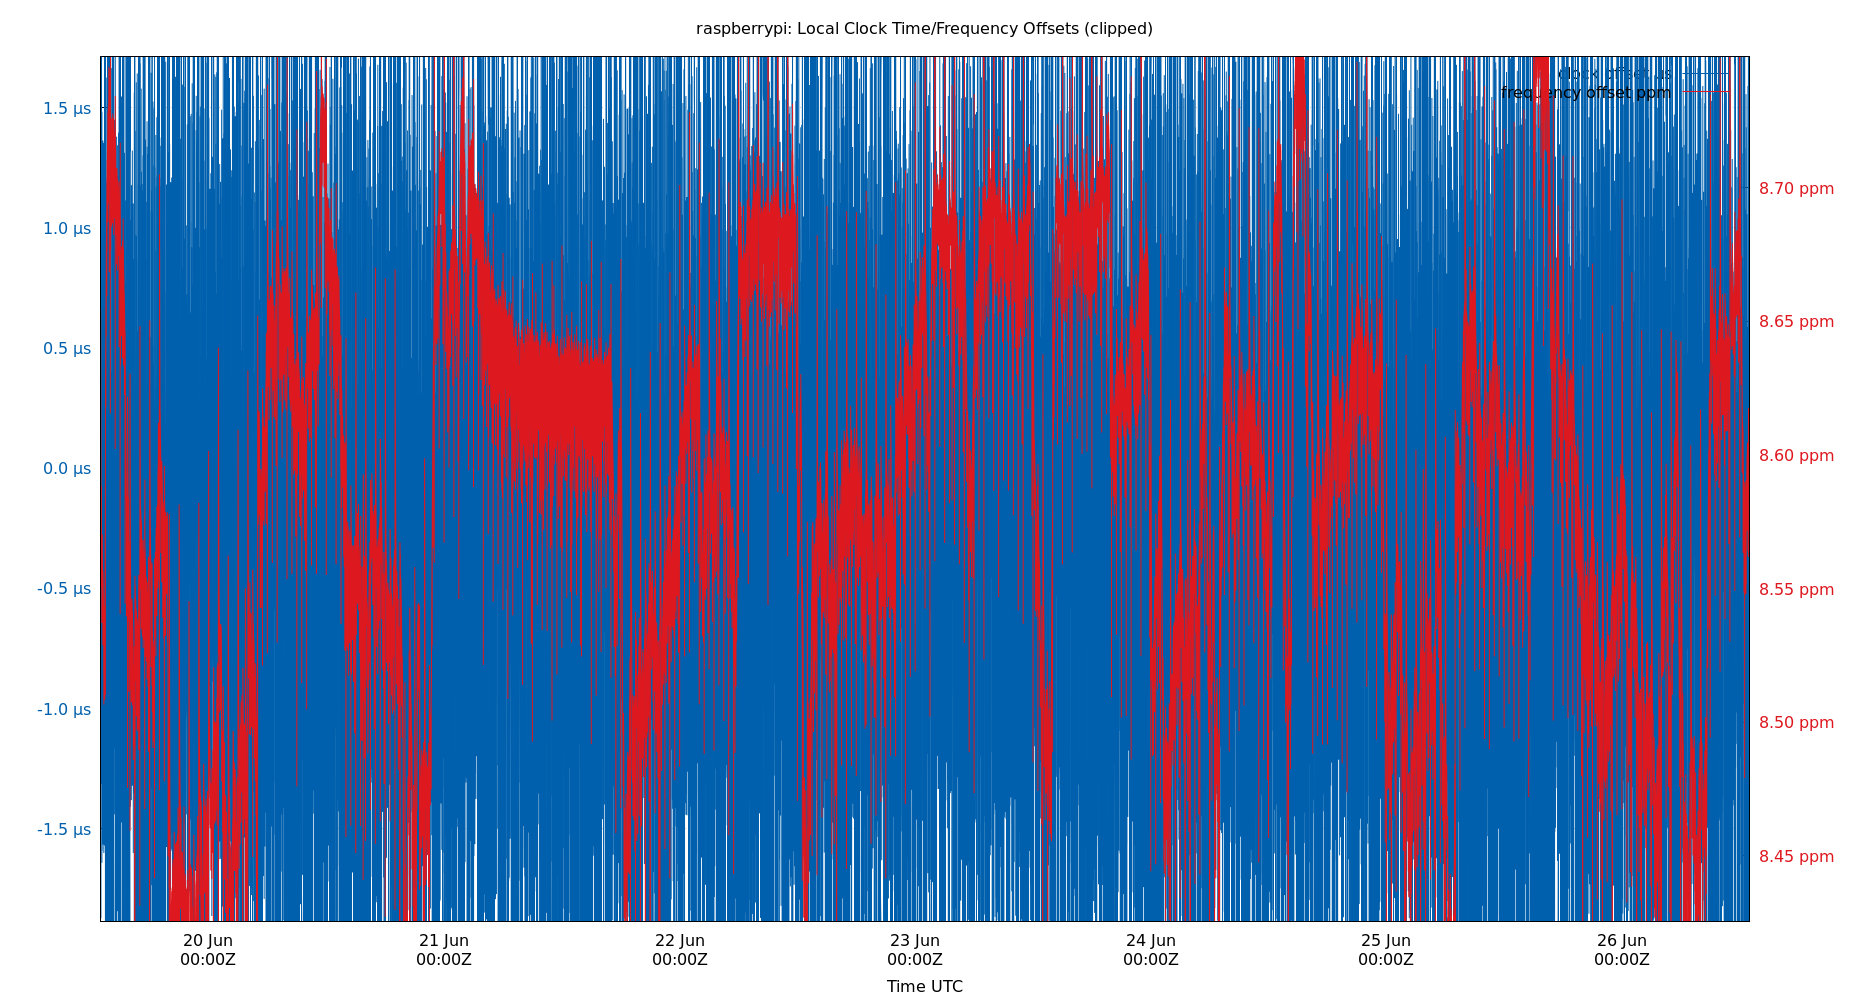 raspberrypi: Local Clock Time/Frequency Offsets (clipped)
clock offset µs
frequency offset ppm
1.5 µs
1.0 µs
0.5 µs
0.0 µs
-0.5 µs
-1.0 µs
-1.5 µs
8.70 ppm
8.65 ppm
8.60 ppm
8.55 ppm
8.50 ppm
8.45 ppm
20 Jun 21 Jun 22 Jun 23 Jun 24 Jun 25 Jun 26 Jun
00:00Z 00:00Z 00:00Z 00:00Z 00:00Z 00:00Z 00:00Z
Time UTC